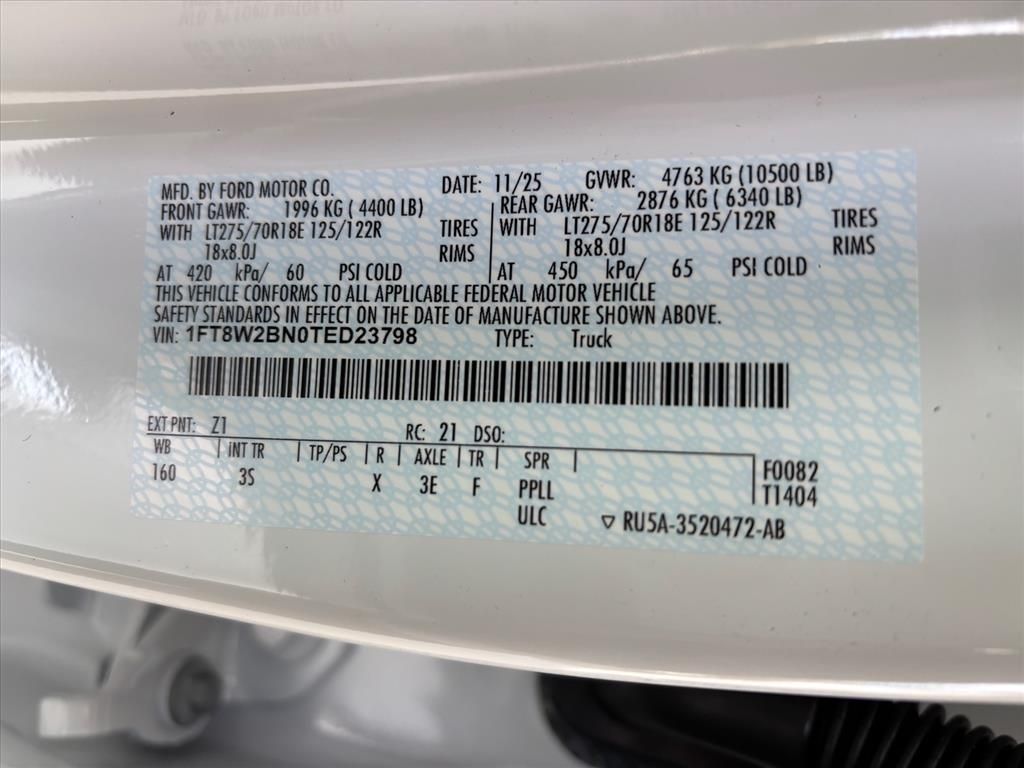 MFD. BY FORD MOTOR CO. DATE: 11/25 GVWR: 4763 KG (10500 LB)
FRONT GAWR: 1996 KG ( 4400 LB) REAR GAWR: 2876 KG ( 6340 LB)
WITH LT275/70R18E 125/122R TIRES WITH LT275/70R18E 125/122R TIRES
18x8.0J RIMS 18x8.0J RIMS
AT 420 kPa/ 60 PSI COLD AT 450 kPa/ 65 PSI COLD
THIS VEHICLE CONFORMS TO ALL APPLICABLE FEDERAL MOTOR VEHICLE
SAFETY STANDARDS IN EFFECT ON THE DATE OF MANUFACTURE SHOWN ABOVE.
VIN: 1FT8W2BN0TED23798 TYPE: Truck
EXT PNT: Z1 RC: 21 DSO:
WB INT TR TP/PS R AXLE TR SPR F0082
160 3S X 3E F PPLL T1404
ULC RU5A-3520472-AB